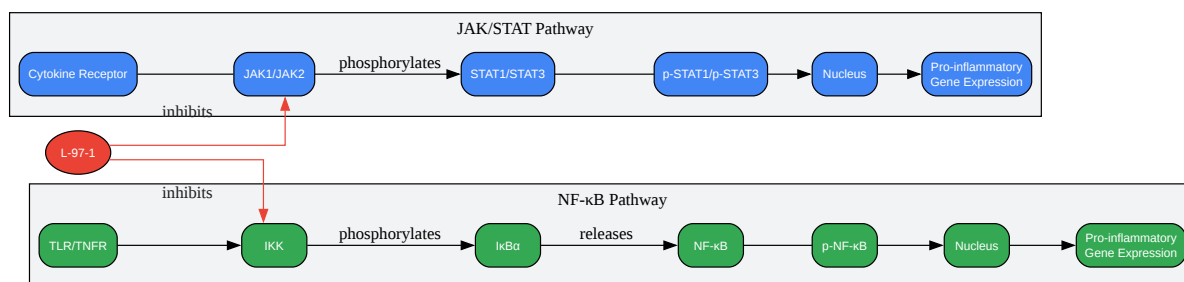 JAK/STAT Pathway
Cytokine Receptor
JAK1/JAK2
phosphorylates
STAT1/STAT3
p-STAT1/p-STAT3
Nucleus
Pro-inflammatory
Gene Expression
inhibits
L-97-1
inhibits
NF-κB Pathway
TLR/TNFR
IKK
phosphorylates
IκBα
releases
NF-κB
p-NF-κB
Nucleus
Pro-inflammatory
Gene Expression